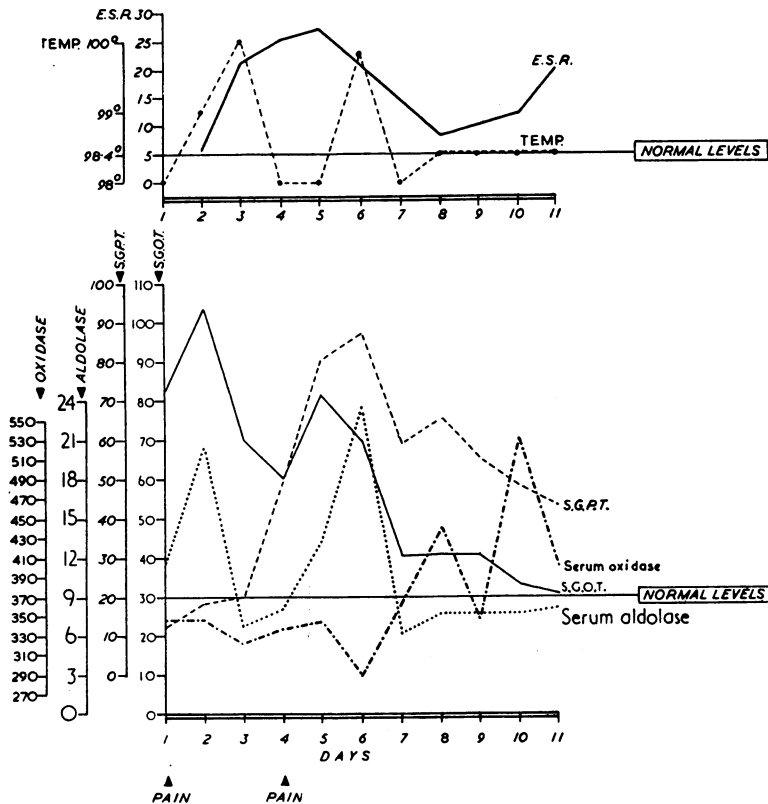 E.S.R. 30
TEMP. 100° 25
20
E.S.R.
15
99°
10
TEMP.
98·4° 5 NORMAL LEVELS
98° 0
1 2 3 4 5 6 7 8 9 10 11
S.G.P.T. S.G.O.T.
OXIDASE ALDOLASE
100 110
90 100
80 90
24 70 80
550
530 21 60 70
510
490 18 50 60
470
450 15 40 50
430
410 12 30 40
390
370 9 20 30
350
330 6 10 20
310
290 3 0 10
270
0 0
S.G.P.T.
Serum oxidase
S.G.O.T.
NORMAL LEVELS
Serum aldolase
1 2 3 4 5 6 7 8 9 10 11
DAYS
PAIN PAIN